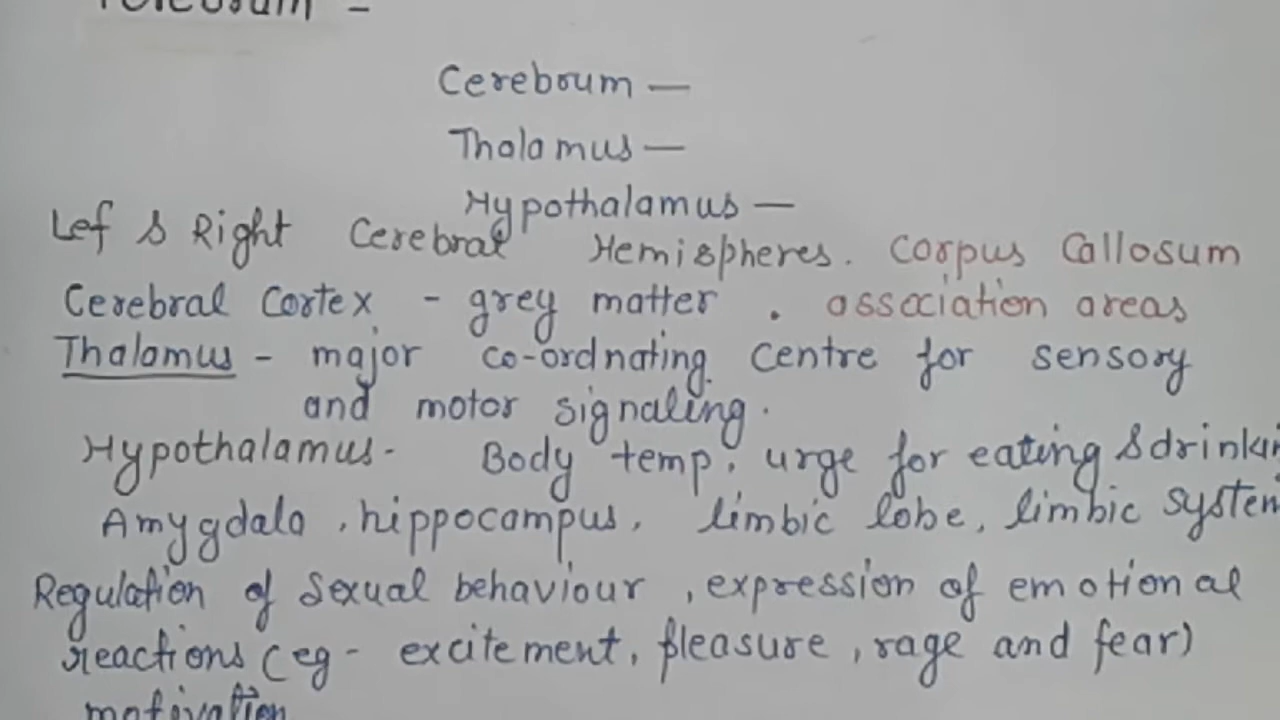 Cerebrum —
Thalamus —
Hypothalamus —
Lef & Right Cerebral Hemispheres. Corpus Callosum
Cerebral Cortex - grey matter . association areas
Thalamus - major co-ordnating centre for sensory
and motor signaling.
Hypothalamus - Body temp, urge for eating & drinki
Amygdala , hippocampus, limbic lobe, limbic system
Regulation of sexual behaviour , expression of emotional
reactions (eg - excitement, pleasure, rage and fear)
motivation